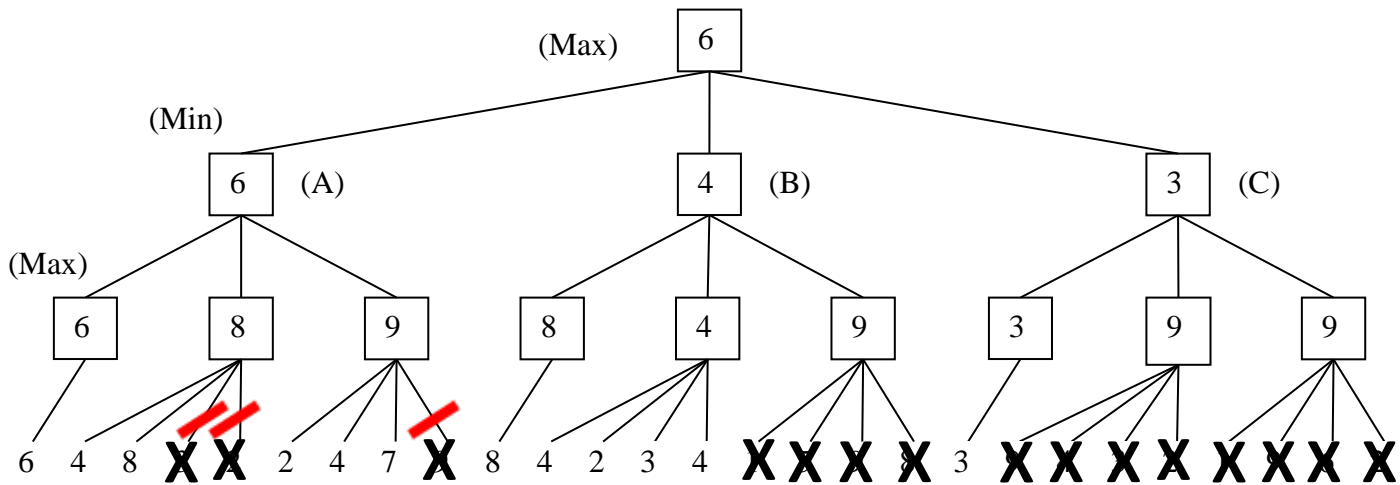 (Max) 6
(Min)
6 (A) 4 (B) 3 (C)
(Max)
6 8 9 8 4 9 3 9 9
6 4 8 X X 2 4 7 X 8 4 2 3 4 X X X X 3 X X X X X X X X